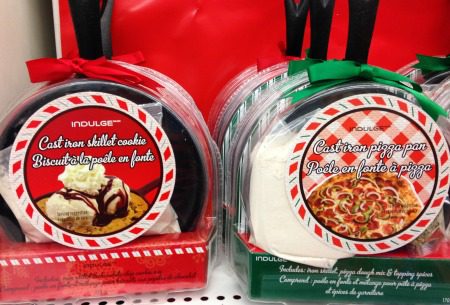 INDULGE
Cast iron skillet cookie
Biscuit à la poêle en fonte
INDULGE
INDULGE
Cast iron pizza pan
Poêle en fonte à pizza
INDULGE
Includes: iron skillet, pizza dough mix & topping spices
Comprend : poêle en fonte et mélange pour pâte à pizza
et épices de garniture